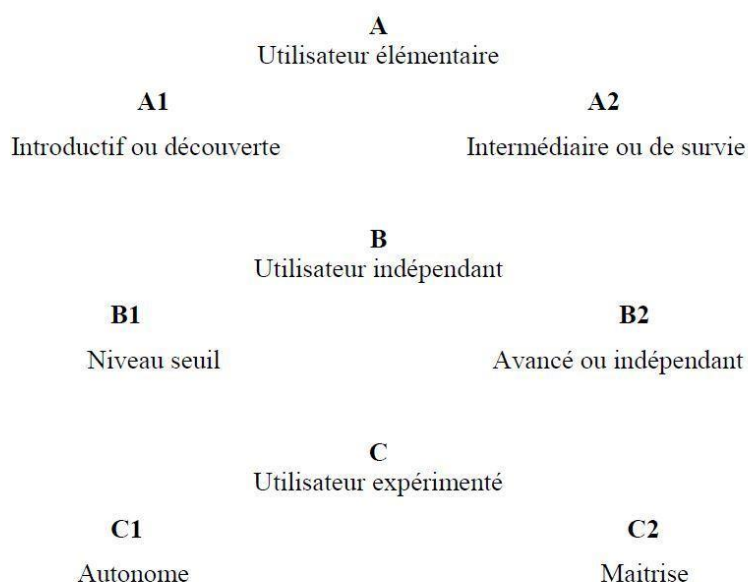 A
Utilisateur élémentaire
A1
A2
Introductif ou découverte
Intermédiaire ou de survie
B
Utilisateur indépendant
B1
B2
Niveau seuil
Avancé ou indépendant
C
Utilisateur expérimenté
C1
C2
Autonome
Maitrise